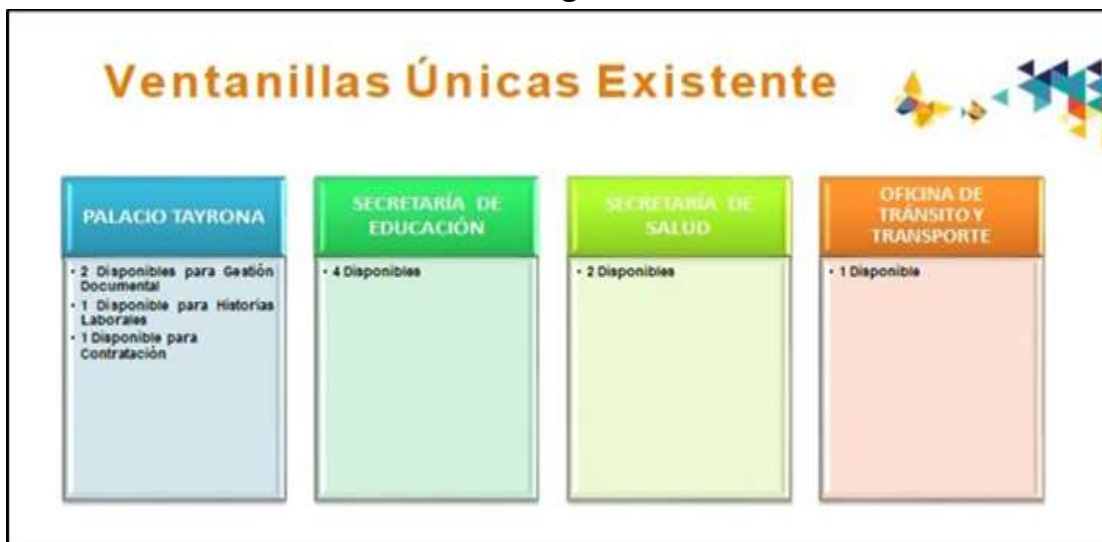 Ventanillas Únicas Existente
PALACIO TAYRONA
• 2 Disponibles para Gestión
Documental
• 1 Disponible para Historias
Laborales
• 1 Disponible para
Contratación
SECRETARÍA DE
EDUCACIÓN
• 4 Disponibles
SECRETARÍA DE
SALUD
• 2 Disponibles
OFICINA DE
TRÁNSITO Y
TRANSPORTE
• 1 Disponible